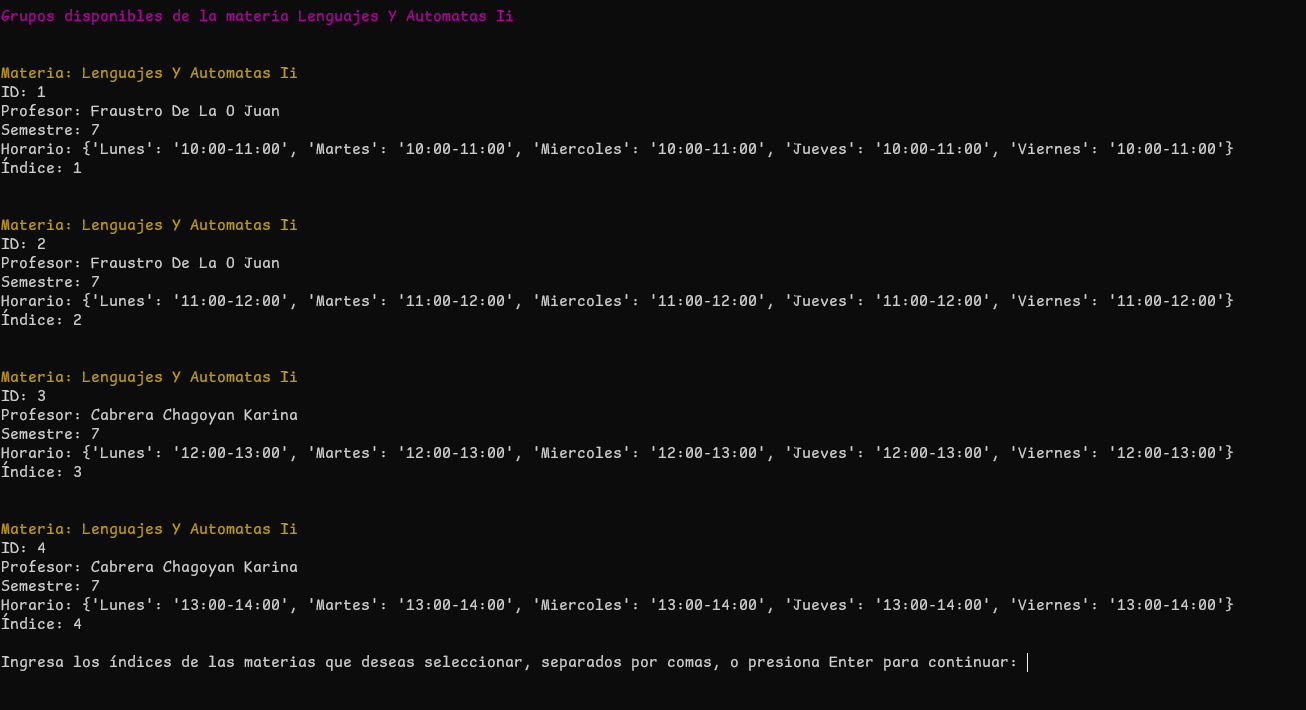 Grupos disponibles de la materia Lenguajes Y Automatas Ii
Materia: Lenguajes Y Automatas Ii
ID: 1
Profesor: Fraustro De La O Juan
Semestre: 7
Horario: {'Lunes': '10:00-11:00', 'Martes': '10:00-11:00', 'Miercoles': '10:00-11:00', 'Jueves': '10:00-11:00', 'Viernes': '10:00-11:00'}
Índice: 1
Materia: Lenguajes Y Automatas Ii
ID: 2
Profesor: Fraustro De La O Juan
Semestre: 7
Horario: {'Lunes': '11:00-12:00', 'Martes': '11:00-12:00', 'Miercoles': '11:00-12:00', 'Jueves': '11:00-12:00', 'Viernes': '11:00-12:00'}
Índice: 2
Materia: Lenguajes Y Automatas Ii
ID: 3
Profesor: Cabrera Chagoyan Karina
Semestre: 7
Horario: {'Lunes': '12:00-13:00', 'Martes': '12:00-13:00', 'Miercoles': '12:00-13:00', 'Jueves': '12:00-13:00', 'Viernes': '12:00-13:00'}
Índice: 3
Materia: Lenguajes Y Automatas Ii
ID: 4
Profesor: Cabrera Chagoyan Karina
Semestre: 7
Horario: {'Lunes': '13:00-14:00', 'Martes': '13:00-14:00', 'Miercoles': '13:00-14:00', 'Jueves': '13:00-14:00', 'Viernes': '13:00-14:00'}
Índice: 4
Ingresa los índices de las materias que deseas seleccionar, separados por comas, o presiona Enter para continuar: